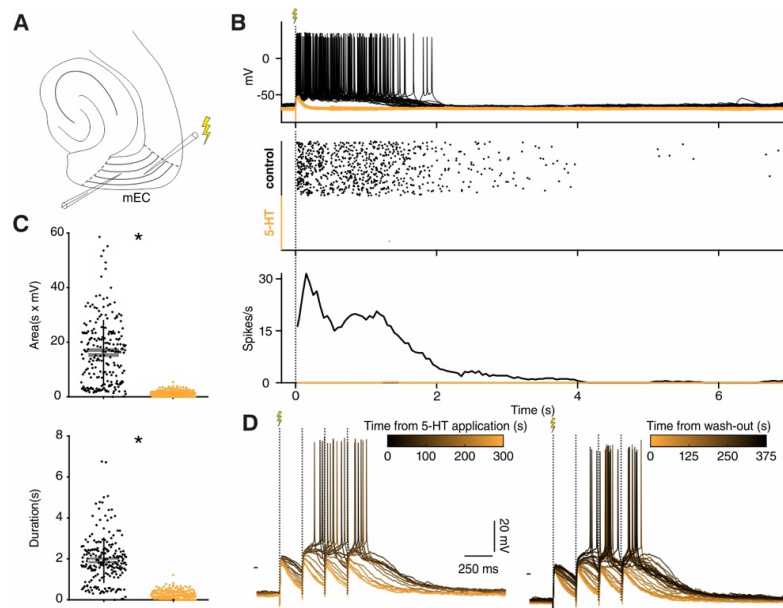 A
mEC
B
0
-50
mV
control
5-HT
30
15
0
Spikes/s
0 2 4 6
Time (s)
C
*
60
40
20
0
Area(s x mV)
*
8
6
4
2
0
Duration(s)
D
Time from 5-HT application (s)
0 100 200 300
20 mV
250 ms
Time from wash-out (s)
0 125 250 375